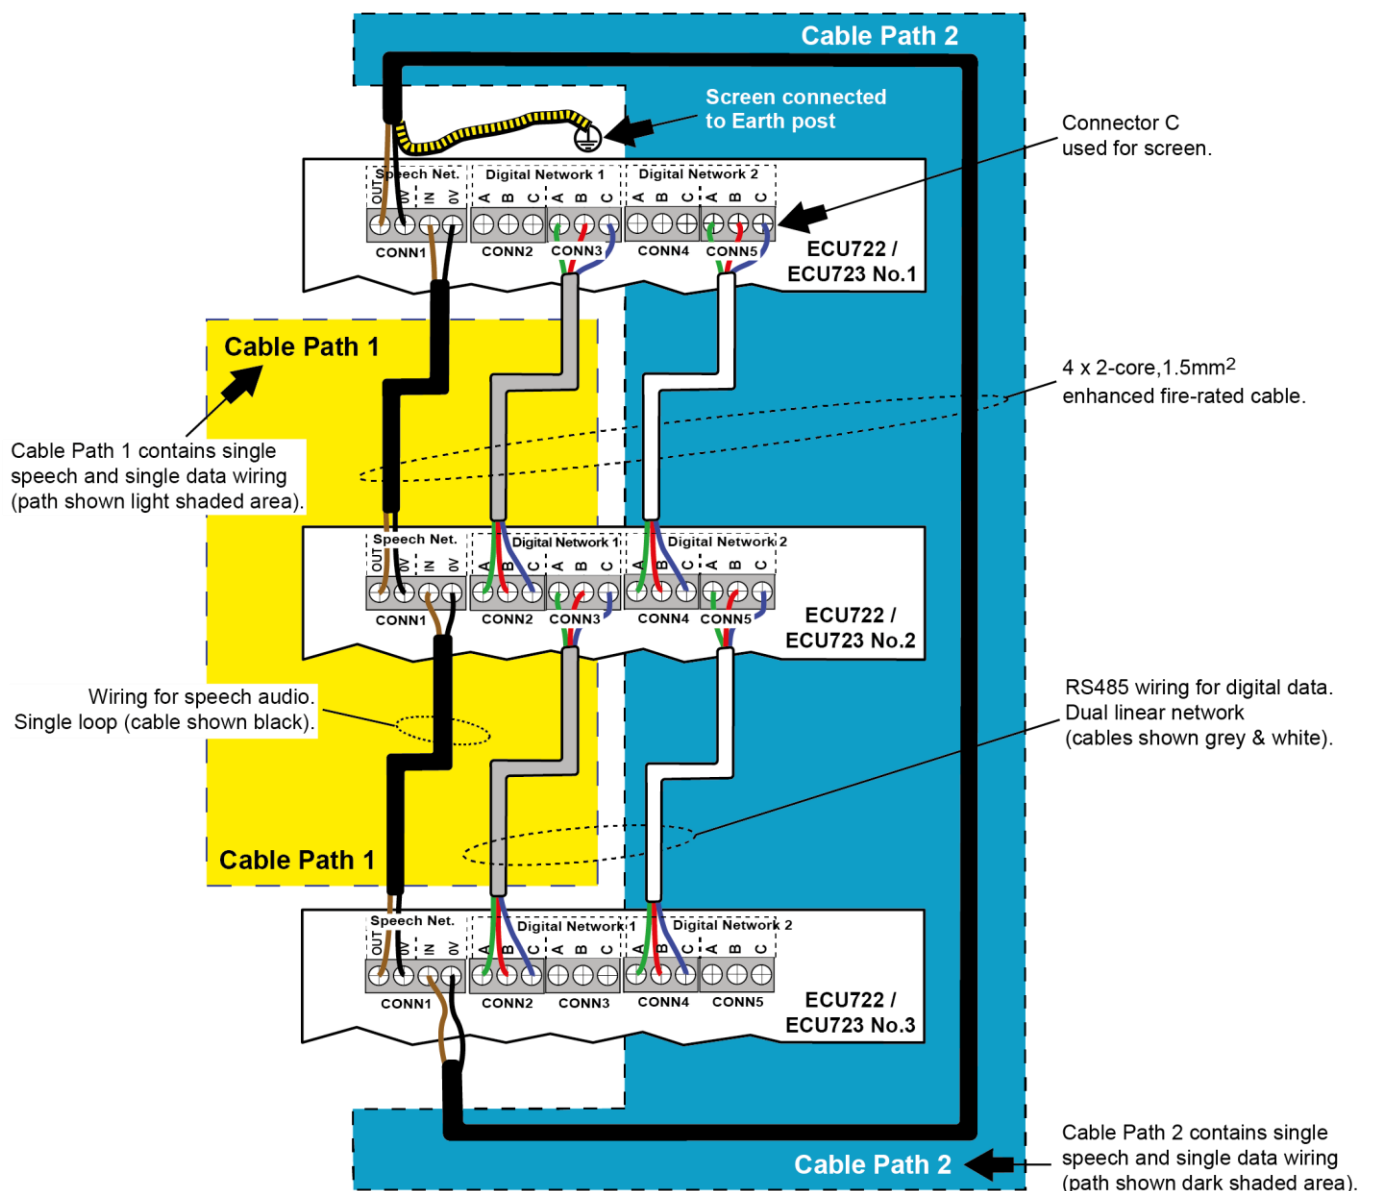 Cable Path 2
Screen connected
to Earth post
Connector C
used for screen.
Speech Net.
Digital Network 1
Digital Network 2
OUT
0V
IN
0V
A
B
C
A
B
C
A
B
C
A
B
C
CONN1
CONN2
CONN3
CONN4
CONN5
ECU722 /
ECU723 No.1
Cable Path 1
4 x 2-core,1.5mm2
enhanced fire-rated cable.
Cable Path 1 contains single
speech and single data wiring
(path shown light shaded area).
Speech Net.
Digital Network 1
Digital Network 2
OUT
0V
IN
0V
A
B
C
A
B
C
A
B
C
A
B
C
CONN1
CONN2
CONN3
CONN4
CONN5
ECU722 /
ECU723 No.2
Wiring for speech audio.
Single loop (cable shown black).
RS485 wiring for digital data.
Dual linear network
(cables shown grey & white).
Cable Path 1
Speech Net.
Digital Network 1
Digital Network 2
OUT
0V
IN
0V
A
B
C
A
B
C
A
B
C
A
B
C
CONN1
CONN2
CONN3
CONN4
CONN5
ECU722 /
ECU723 No.3
Cable Path 2
Cable Path 2 contains single
speech and single data wiring
(path shown dark shaded area).